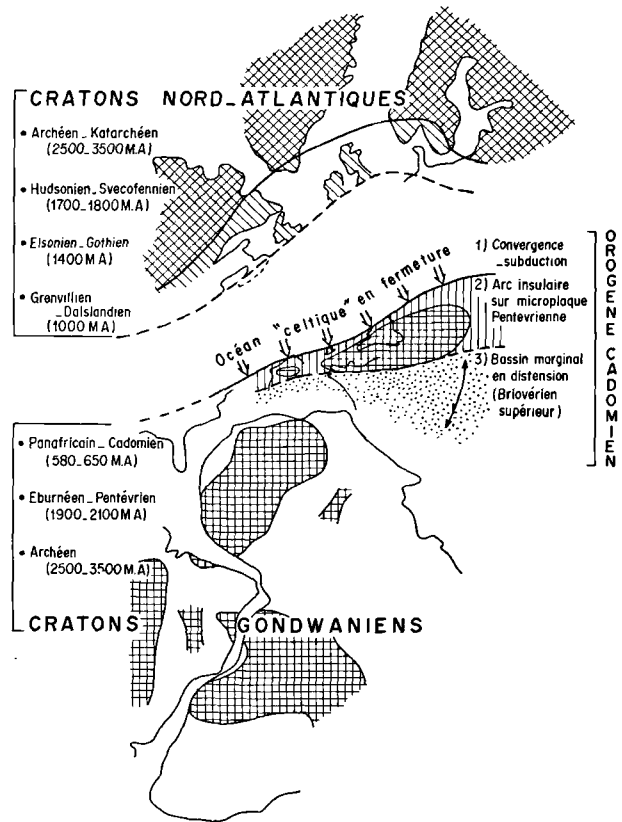 CRATONS NORD_ATLANTIQUES
• Archéen_Katarchéen
(2500_3500 M.A)
• Hudsonien_Svecofennien
(1700_1800 M.A)
• Elsonien_Gothien
(1400 M A)
• Grenvillien
_Dalslandien
(1000 M A)
Océan "celtique" en fermeture
1) Convergence
_subduction
2) Arc insulaire
sur microplaque
Pentevrienne
3) Bassin marginal
en distension
(Briovérien
supérieur)
OROGENE CADOMIEN
• Panafricain_Cadomien
(580_650 M.A)
• Eburnéen_Pentévrien
(1900_2100 M A)
• Archéen
(2500_3500 M.A)
CRATONS GONDWANIENS